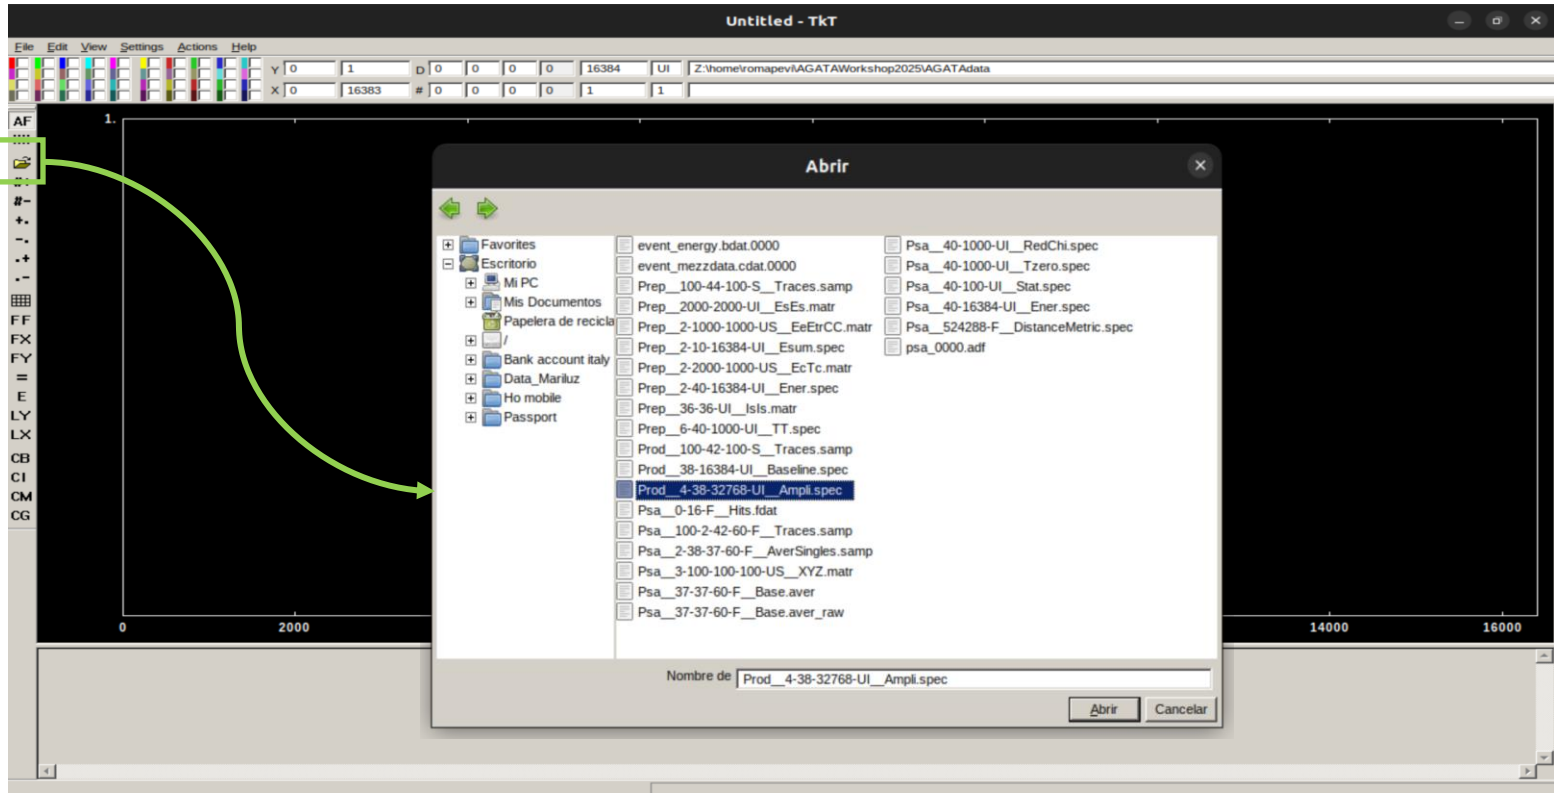 Untitled - TkT
File Edit View Settings Actions Help
Y 0 1 D 0 0 0 0 16384 UI Z:\home\romapevi\AGATAWorkshop2025\AGATAdata
X 0 16383 # 0 0 0 0 1 1
AF
1.
#-
+.
-.
.+
.-
FF
FX
FY
=
E
LY
LX
CB
CI
CM
CG
0 2000 14000 16000
Abrir
Favorites
Escritorio
Mi PC
Mis Documentos
Papelera de recicla
/
Bank account italy
Data_Mariluz
Ho mobile
Passport
event_energy.bdat.0000
event_mezzdata.cdat.0000
Prep__100-44-100-S__Traces.samp
Prep__2000-2000-UI__EsEs.matr
Prep__2-1000-1000-US__EeEtrCC.matr
Prep__2-10-16384-UI__Esum.spec
Prep__2-2000-1000-US__EcTc.matr
Prep__2-40-16384-UI__Ener.spec
Prep__36-36-UI__IsIs.matr
Prep__6-40-1000-UI__TT.spec
Prod__100-42-100-S__Traces.samp
Prod__38-16384-UI__Baseline.spec
Prod__4-38-32768-UI__Ampli.spec
Psa__0-16-F__Hits.fdat
Psa__100-2-42-60-F__Traces.samp
Psa__2-38-37-60-F__AverSingles.samp
Psa__3-100-100-100-US__XYZ.matr
Psa__37-37-60-F__Base.aver
Psa__37-37-60-F__Base.aver_raw
Psa__40-1000-UI__RedChi.spec
Psa__40-1000-UI__Tzero.spec
Psa__40-100-UI__Stat.spec
Psa__40-16384-UI__Ener.spec
Psa__524288-F__DistanceMetric.spec
psa_0000.adf
Nombre de Prod__4-38-32768-UI__Ampli.spec
Abrir Cancelar